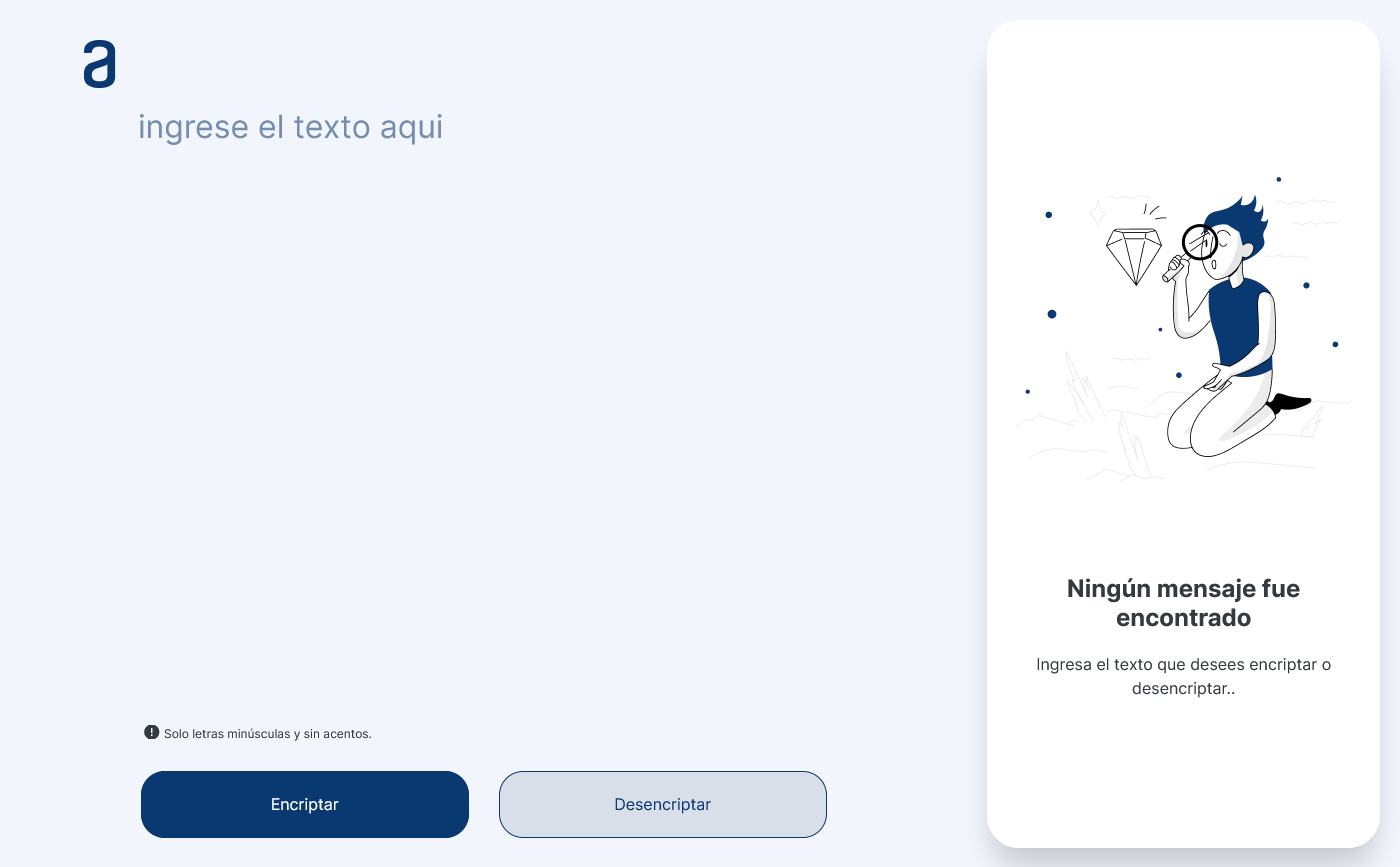 a
ingrese el texto aqui
Solo letras minúsculas y sin acentos.
Encriptar
Desencriptar
Ningún mensaje fue
encontrado
Ingresa el texto que desees encriptar o
desencriptar..